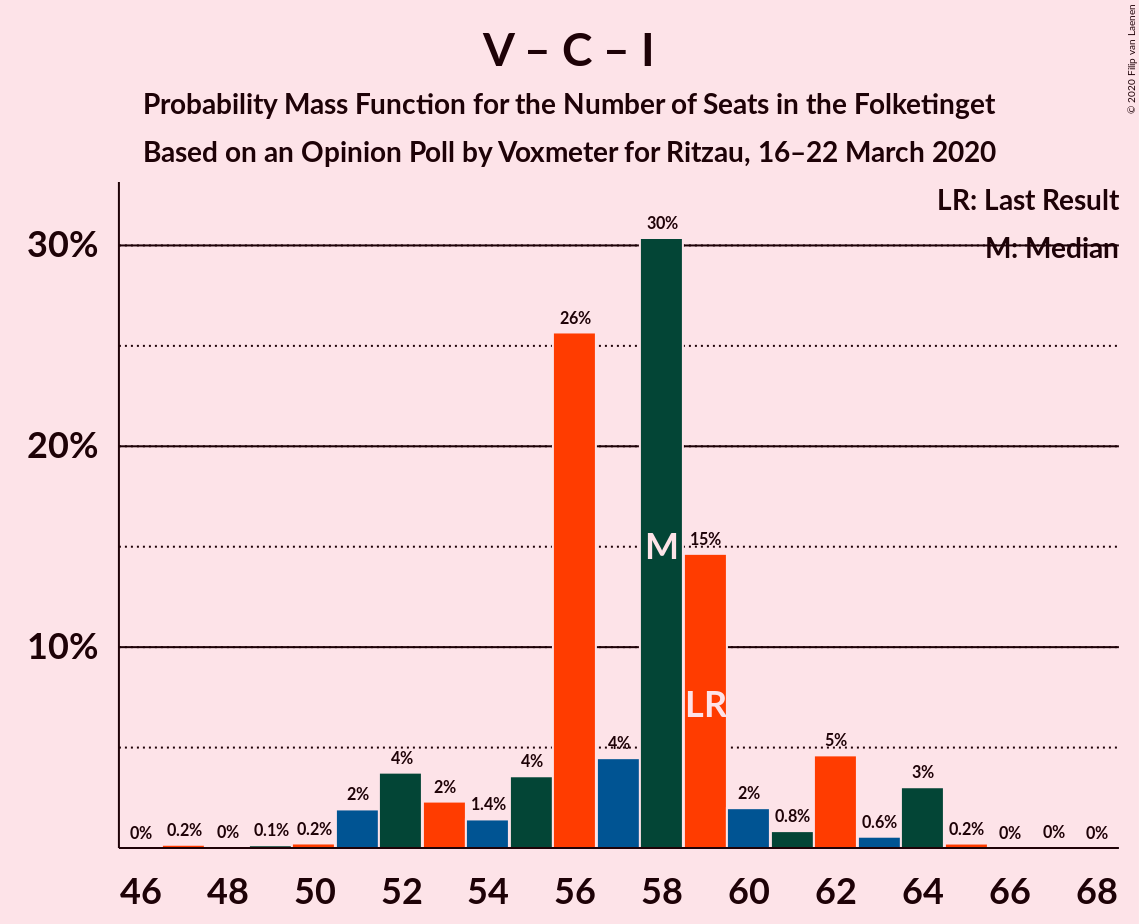 V – C – I
Probability Mass Function for the Number of Seats in the Folketinget
Based on an Opinion Poll by Voxmeter for Ritzau, 16–22 March 2020
© 2020 Filip van Laenen
LR: Last Result
M: Median
30%
20%
10%
0% 0.2% 0% 0.1% 0.2% 2% 4% 2% 1.4% 4% 26% 4% 30% 15% 2% 0.8% 5% 0.6% 3% 0.2% 0% 0% 0%
M
LR
46 48 50 52 54 56 58 60 62 64 66 68